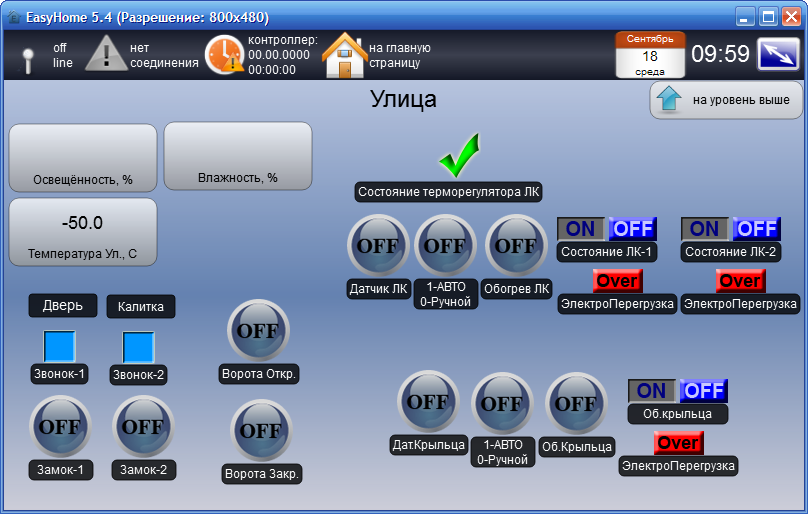 EasyHome 5.4 (Разрешение: 800x480)
off
line
нет
соединения
контроллер:
00.00.0000
00:00:00
на главную
страницу
Сентябрь
18
среда
09:59
Улица
на уровень выше
Освещённость, %
Влажность, %
-50.0
Температура Ул., С
Состояние терморегулятора ЛК
OFF
OFF
OFF
Датчик ЛК
1-АВТО
0-Ручной
Обогрев ЛК
ON OFF
Состояние ЛК-1
Over
ЭлектроПерегрузка
ON OFF
Состояние ЛК-2
Over
ЭлектроПерегрузка
Дверь
Калитка
Звонок-1
Звонок-2
OFF
Замок-1
OFF
Замок-2
OFF
Ворота Откр.
OFF
Ворота Закр.
OFF
OFF
OFF
Дат.Крыльца
1-АВТО
0-Ручной
Об.Крыльца
ON OFF
Об.крыльца
Over
ЭлектроПерегрузка